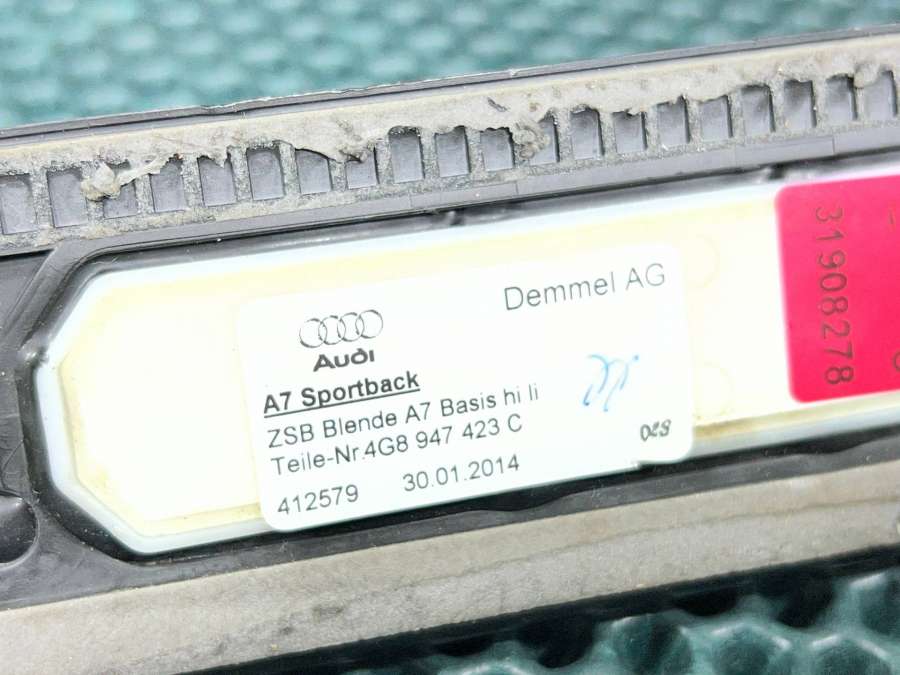 Demmel AG
Audi
A7 Sportback
ZSB Blende A7 Basis hi li
Teile-Nr.4G8 947 423 C
412579 30.01.2014
028
31908278